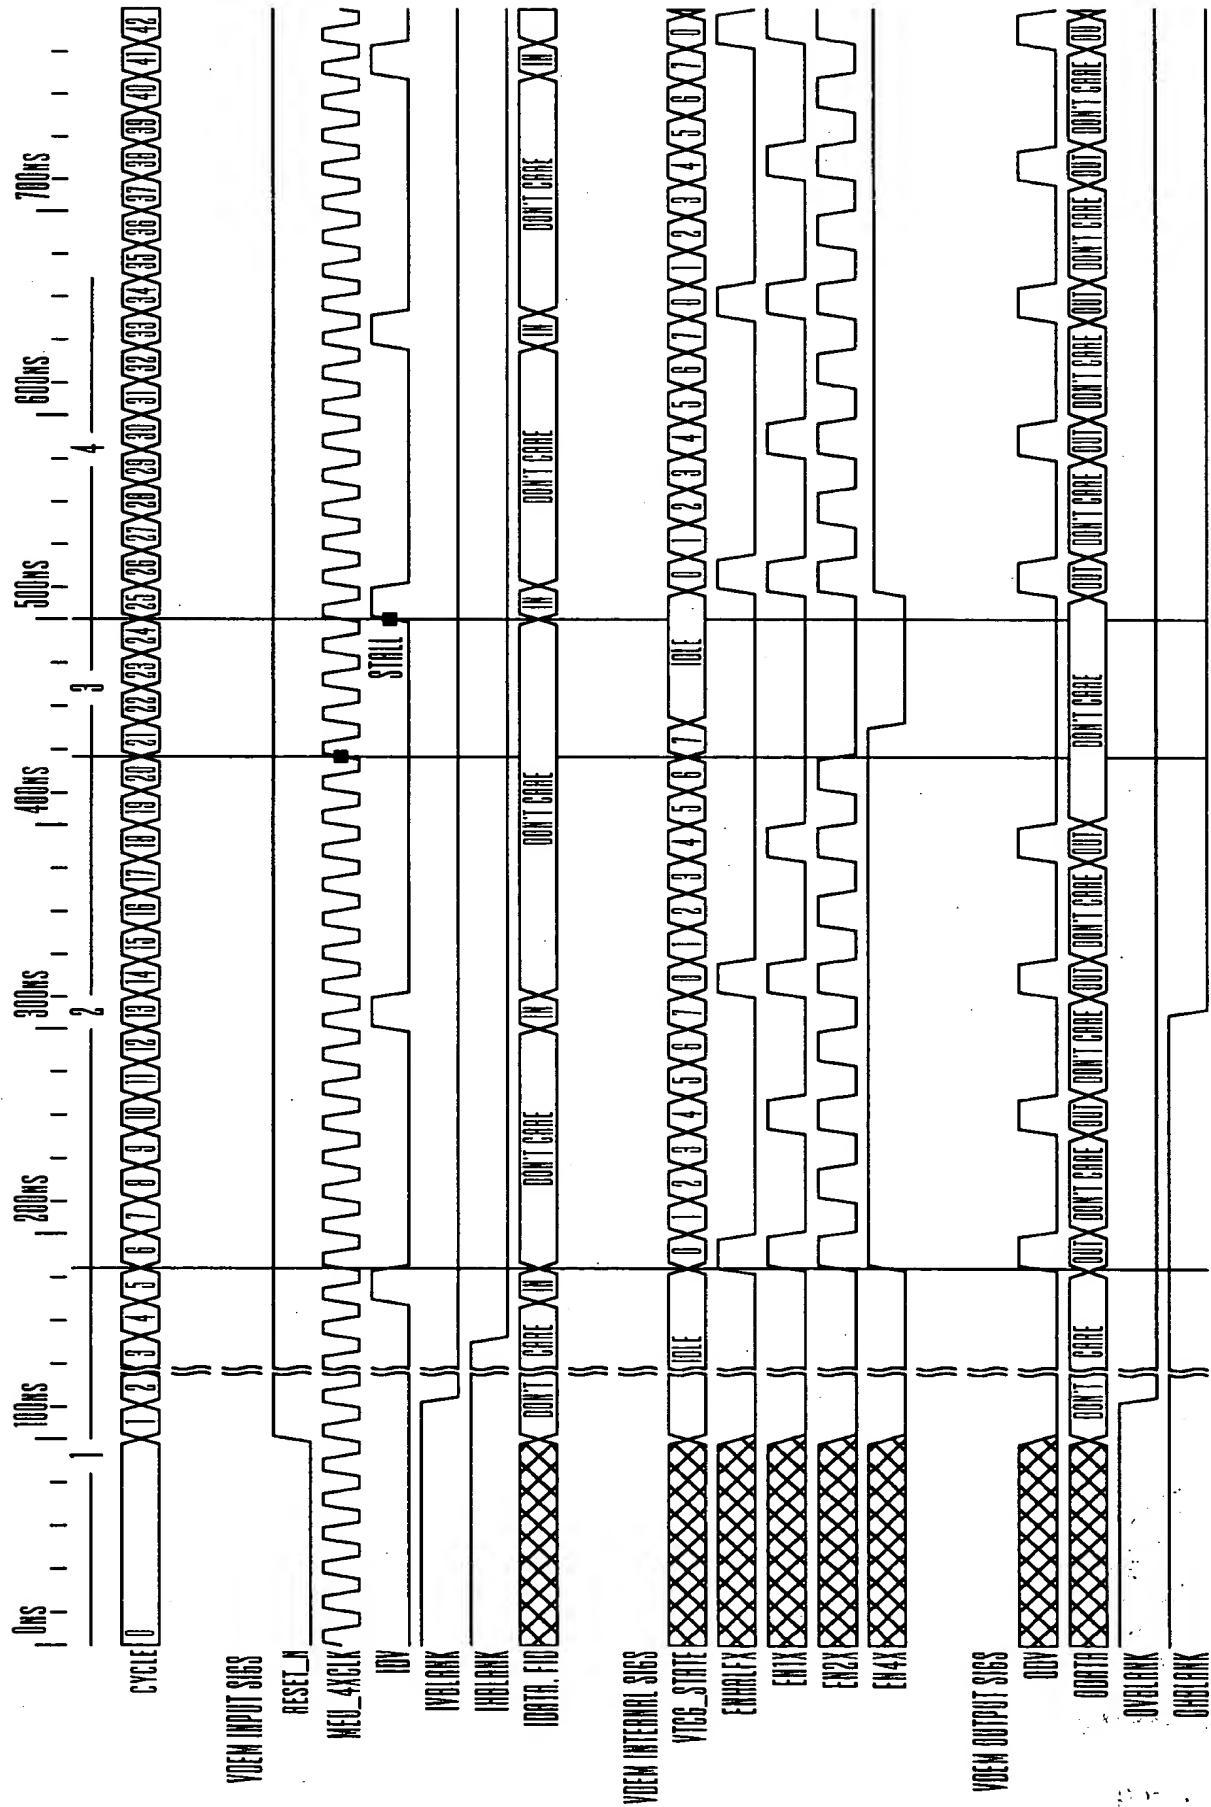 0NS 100NS 200NS 300NS 400NS 500NS 600NS 700NS
1 2 3 4
CYCLE 0 1 2 3 4 5 6 7 8 9 10 11 12 13 14 15 16 17 18 19 20 21 22 23 24 25 26 27 28 29 30 31 32 33 34 35 36 37 38 39 40 41 42
VDEM INPUT SIGS
RESET_N
MEU_4XCLK
IDV STALL
IVBLANK
IHBLANK
IDATA, FID DON'T CARE IN DON'T CARE IN DON'T CARE IN DON'T CARE IN DON'T CARE IN
VDEM INTERNAL SIGS
VTCG_STATE IDLE 0 1 2 3 4 5 6 7 0 1 2 3 4 5 6 7 IDLE 0 1 2 3 4 5 6 7 0 1 2 3 4 5 6 7 0
ENHALFX
EN1X
EN2X
EN4X
VDEM OUTPUT SIGS
ODV
ODATA DON'T CARE OUT DON'T CARE OUT DON'T CARE OUT DON'T CARE OUT DON'T CARE OUT DON'T CARE OUT DON'T CARE OUT DON'T CARE OUT DON'T CARE OU
OVBLANK
OHBLANK